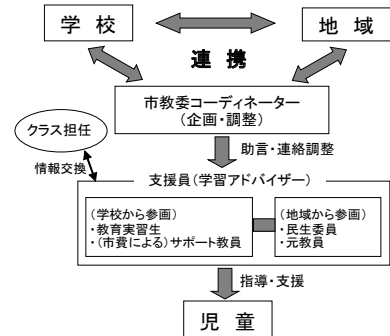 学 校
地 域
連 携
市教委コーディネーター
(企画・調整)
クラス担任
助言・連絡調整
情報交換
支援員(学習アドバイザー)
(学校から参画)
・教育実習生
・(市費による)サポート教員
(地域から参画)
・民生委員
・元教員
指導・支援
児 童